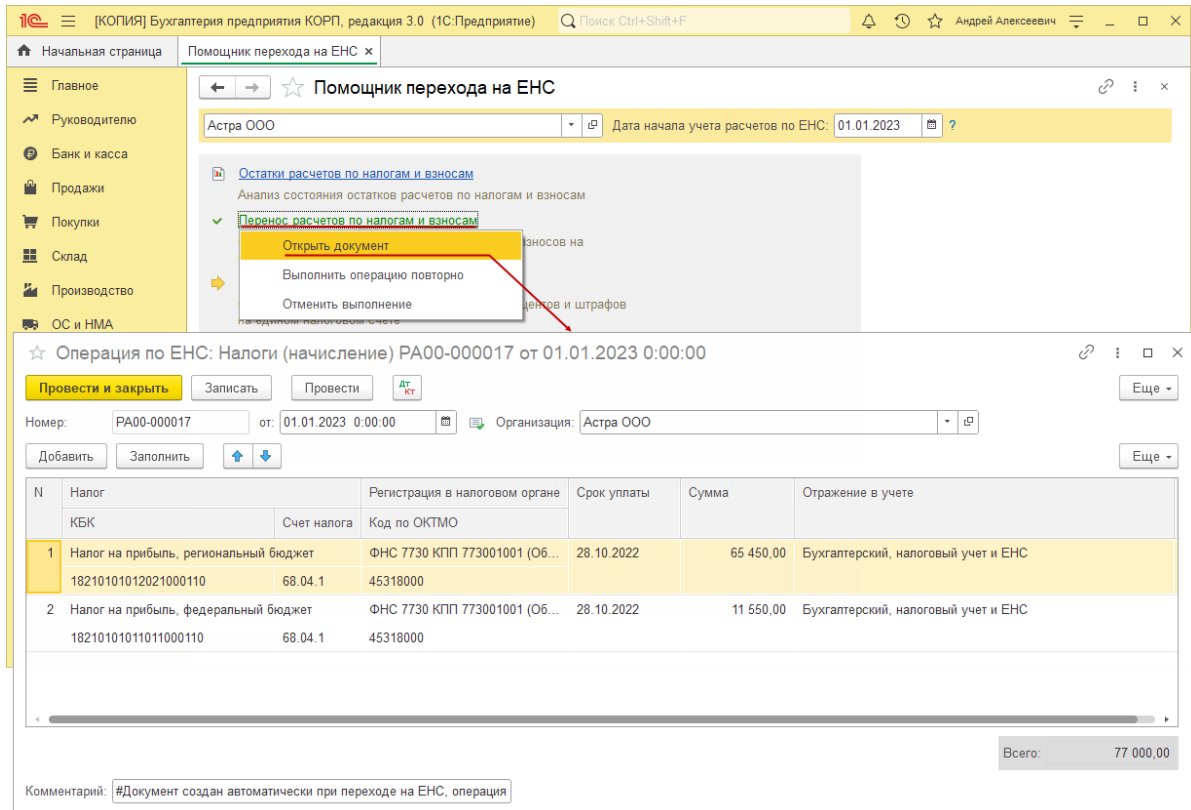 1С [КОПИЯ] Бухгалтерия предприятия КОРП, редакция 3.0 (1С:Предприятие) Поиск Ctrl+Shift+F Андрей Алексеевич
Начальная страница Помощник перехода на ЕНС ×
Главное
Руководителю
Банк и касса
Продажи
Покупки
Склад
Производство
ОС и НМА
Помощник перехода на ЕНС
Астра ООО Дата начала учета расчетов по ЕНС: 01.01.2023 ?
Остатки расчетов по налогам и взносам
Анализ состояния остатков расчетов по налогам и взносам
Перенос расчетов по налогам и взносам
взносов на
Открыть документ
Выполнить операцию повторно
Отменить выполнение
центов и штрафов
на едином налоговом счете
Операция по ЕНС: Налоги (начисление) РА00-000017 от 01.01.2023 0:00:00
Провести и закрыть Записать Провести Дт Кт Еще
Номер: РА00-000017 от: 01.01.2023 0:00:00 Организация: Астра ООО
Добавить Заполнить Еще
N Налог Регистрация в налоговом органе Срок уплаты Сумма Отражение в учете
КБК Счет налога Код по ОКТМО
1 Налог на прибыль, региональный бюджет ФНС 7730 КПП 773001001 (Об... 28.10.2022 65 450,00 Бухгалтерский, налоговый учет и ЕНС
18210101012021000110 68.04.1 45318000
2 Налог на прибыль, федеральный бюджет ФНС 7730 КПП 773001001 (Об... 28.10.2022 11 550,00 Бухгалтерский, налоговый учет и ЕНС
18210101011011000110 68.04.1 45318000
Всего: 77 000,00
Комментарий: #Документ создан автоматически при переходе на ЕНС, операция